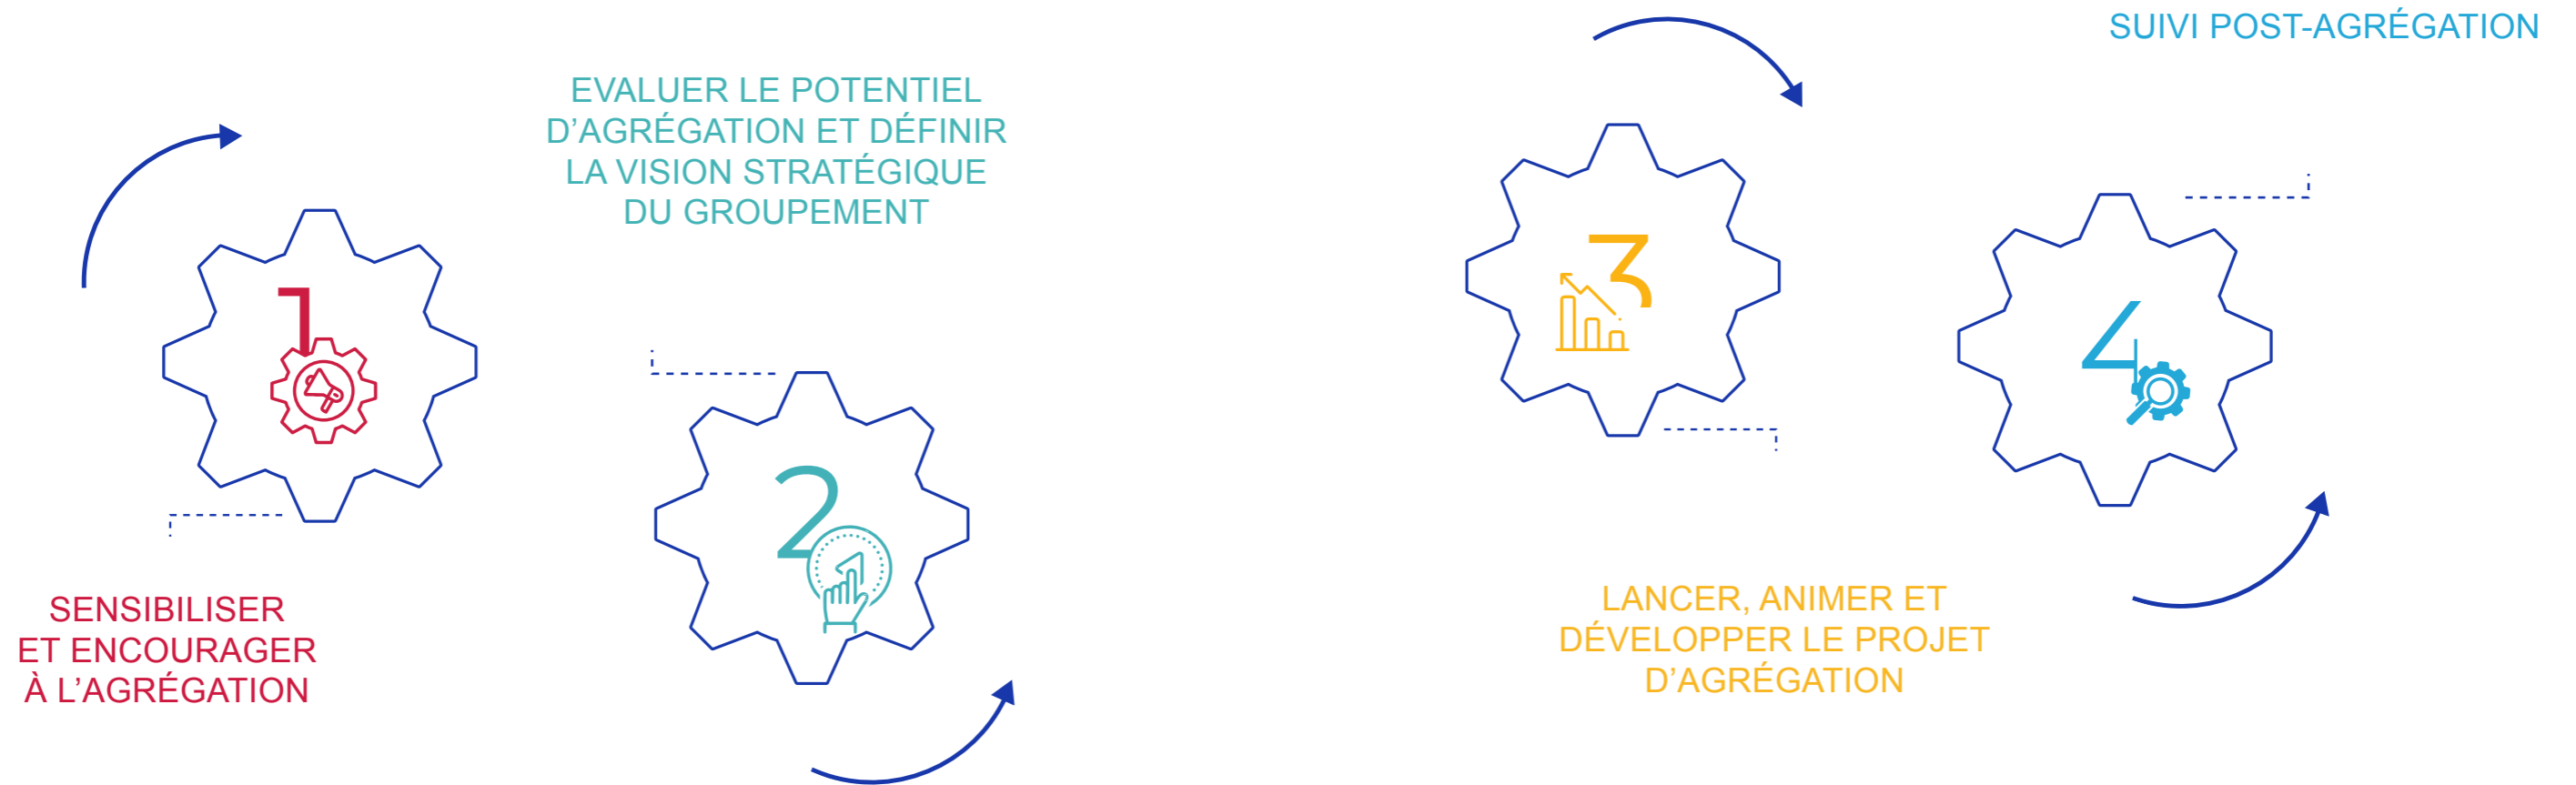 1
SENSIBILISER
ET ENCOURAGER
À L’AGRÉGATION
EVALUER LE POTENTIEL
D’AGRÉGATION ET DÉFINIR
LA VISION STRATÉGIQUE
DU GROUPEMENT
2
3
LANCER, ANIMER ET
DÉVELOPPER LE PROJET
D’AGRÉGATION
SUIVI POST-AGRÉGATION
4